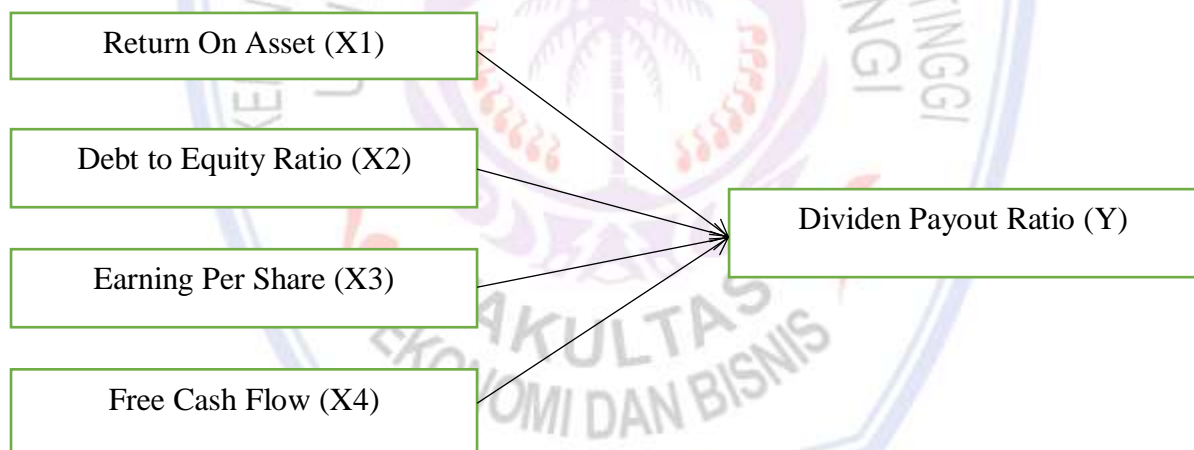 Return On Asset (X1)
Debt to Equity Ratio (X2)
Dividen Payout Ratio (Y)
Earning Per Share (X3)
Free Cash Flow (X4)
FAKULTAS
EKONOMI DAN BISNIS
TINGGI